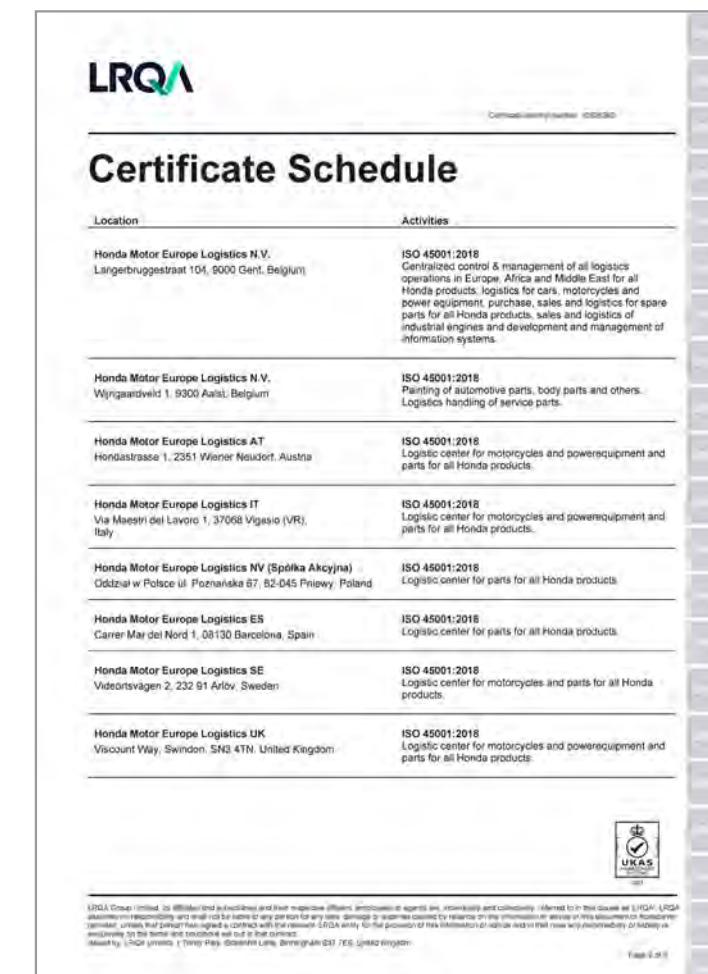 LRQA
Certificate Schedule
Location Activities
Honda Motor Europe Logistics N.V. ISO 45001:2018
Langerbruggestraat 104, 9000 Gent, Belgium Centralized control & management of all logistics
operations in Europe, Africa and Middle East for all
Honda products, logistics for cars, motorcycles and
power equipment, purchase, sales and logistics for spare
parts for all Honda products, sales and logistics of
industrial engines and development and management of
information systems.
Honda Motor Europe Logistics N.V. ISO 45001:2018
Wijngaardveld 1, 9300 Aalst, Belgium Painting of automotive parts, body parts and others.
Logistics handling of service parts.
Honda Motor Europe Logistics AT ISO 45001:2018
Hondastrasse 1, 2351 Wiener Neudorf, Austria Logistic center for motorcycles and powerequipment and
parts for all Honda products.
Honda Motor Europe Logistics IT ISO 45001:2018
Via Maestri del Lavoro 1, 37068 Vigasio (VR), Logistic center for motorcycles and powerequipment and
Italy parts for all Honda products.
Honda Motor Europe Logistics NV (Spólka Akcyjna) ISO 45001:2018
Oddzial w Polsce ul. Poznańska 67, 62-045 Pniewy, Poland Logistic center for parts for all Honda products.
Honda Motor Europe Logistics ES ISO 45001:2018
Carrer Mar del Nord 1, 08130 Barcelona, Spain Logistic center for parts for all Honda products.
Honda Motor Europe Logistics SE ISO 45001:2018
Videortsvägen 2, 232 91 Arlöv, Sweden Logistic center for motorcycles and parts for all Honda
products.
Honda Motor Europe Logistics UK ISO 45001:2018
Viscount Way, Swindon, SN3 4TN, United Kingdom Logistic center for motorcycles and powerequipment and
parts for all Honda products.
UKAS